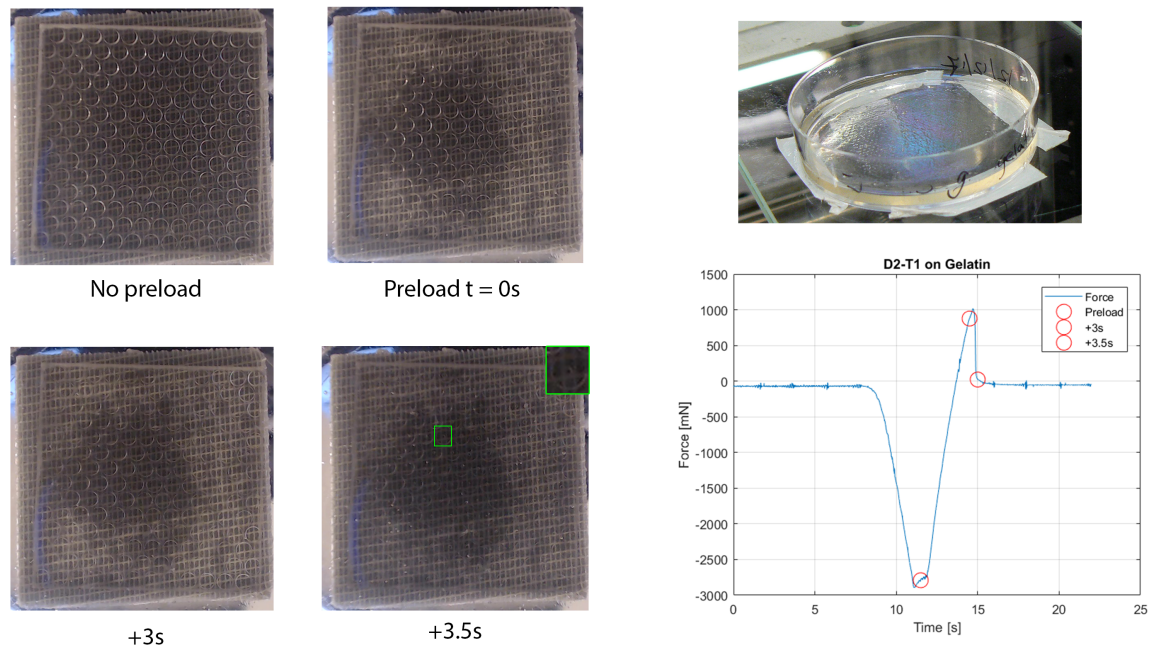 No preload
Preload t = 0s
+3s
+3.5s
g gelat
D2-T1 on Gelatin
Force [mN]
1500
1000
500
0
-500
-1000
-1500
-2000
-2500
-3000
Force
Preload
+3s
+3.5s
0
5
10
15
20
25
Time [s]